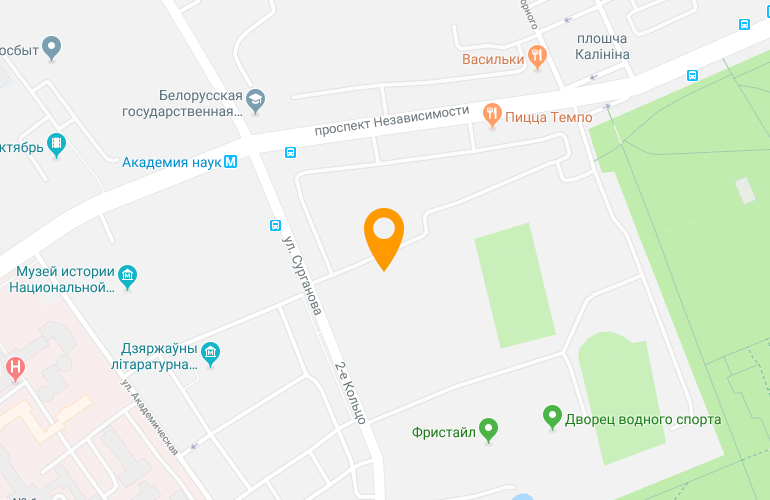 орного
плошча
Калініна
осбыт
Васильки
Белорусская
государственная...
проспект Независимости
Пицца Темпо
ктябрь
Академия наук M
ул. Сурганова
Музей истории
Национальной...
Дзяржаўны
літаратурна...
H
2-е Кольцо
ул. Академическая
Фристайл
Дворец водного спорта